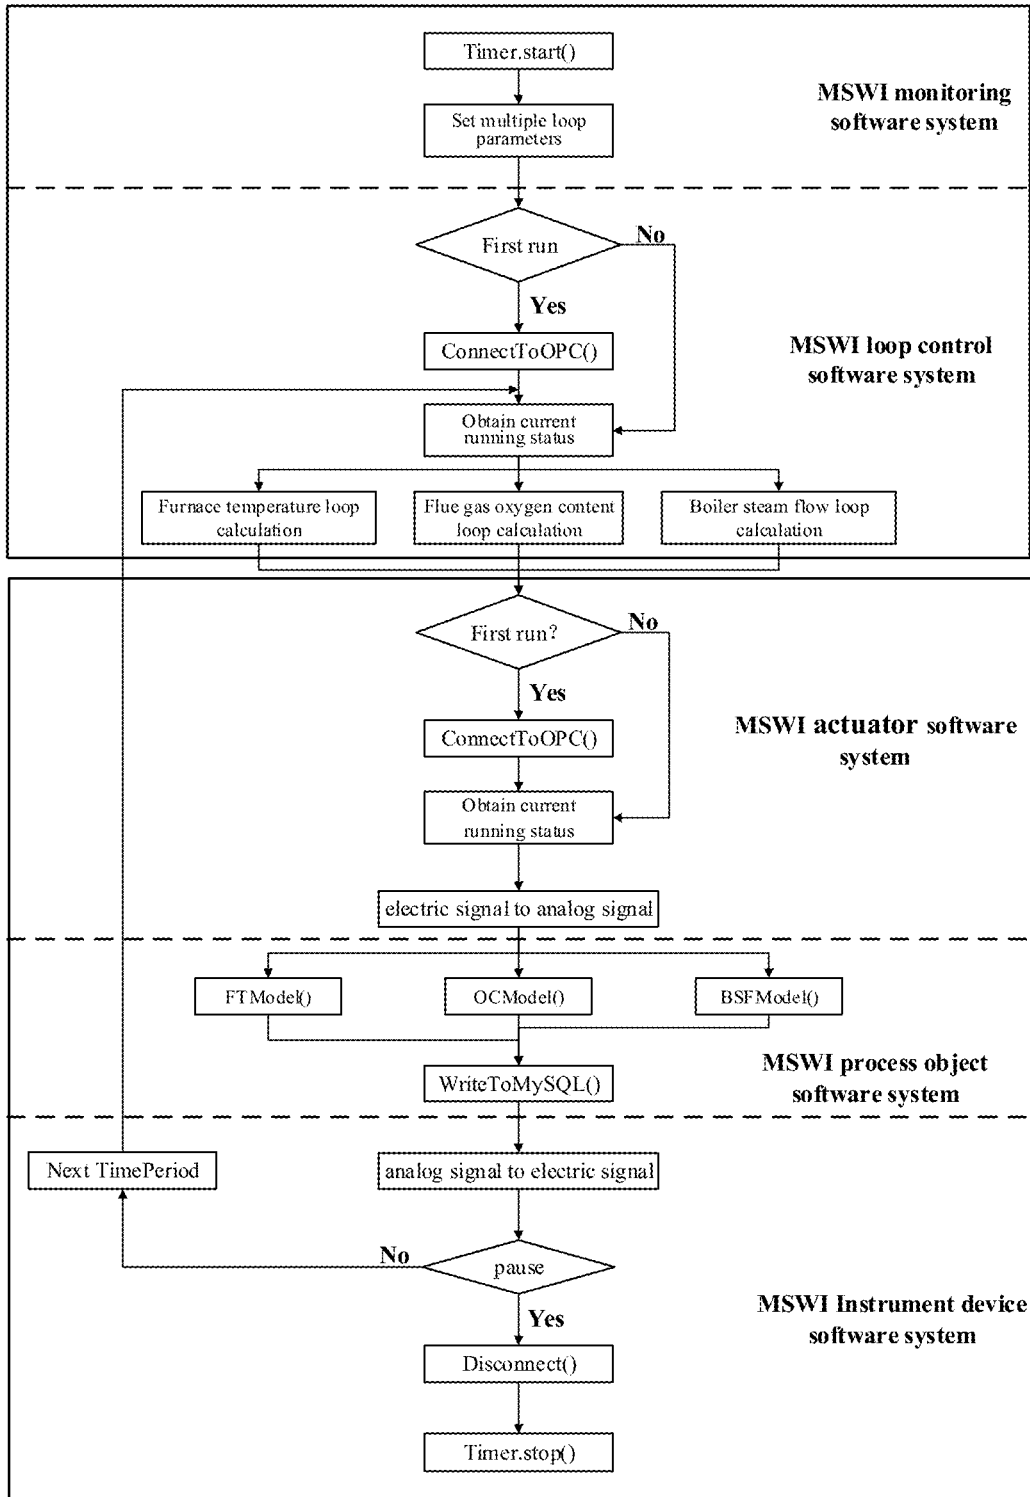 Timer.start()
MSWI monitoring
software system
Set multiple loop
parameters
First run
No
Yes
ConnectToOPC()
MSWI loop control
software system
Obtain current
running status
Furnace temperature loop
calculation
Flue gas oxygen content
loop calculation
Boiler steam flow loop
calculation
First run?
No
Yes
MSWI actuator software
system
ConnectToOPC()
Obtain current
running status
electric signal to analog signal
FTModel()
OCModel()
BSFModel()
MSWI process object
software system
WriteToMySQL()
Next TimePeriod
analog signal to electric signal
No
pause
MSWI Instrument device
software system
Yes
Disconnect()
Timer.stop()